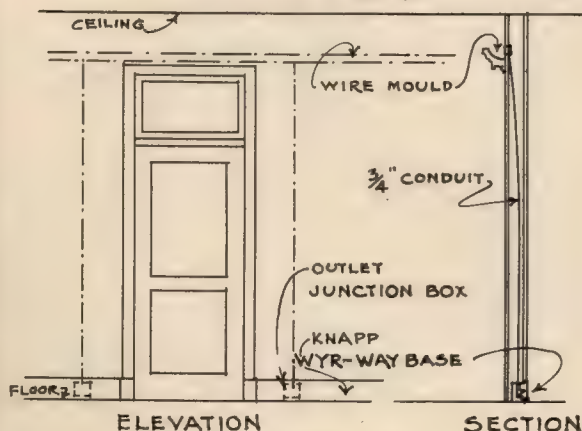 CEILING
WIRE MOULD
3/4" CONDUIT
OUTLET
JUNCTION BOX
KNAPP
WYR-WAY BASE
FLOOR
ELEVATION
SECTION